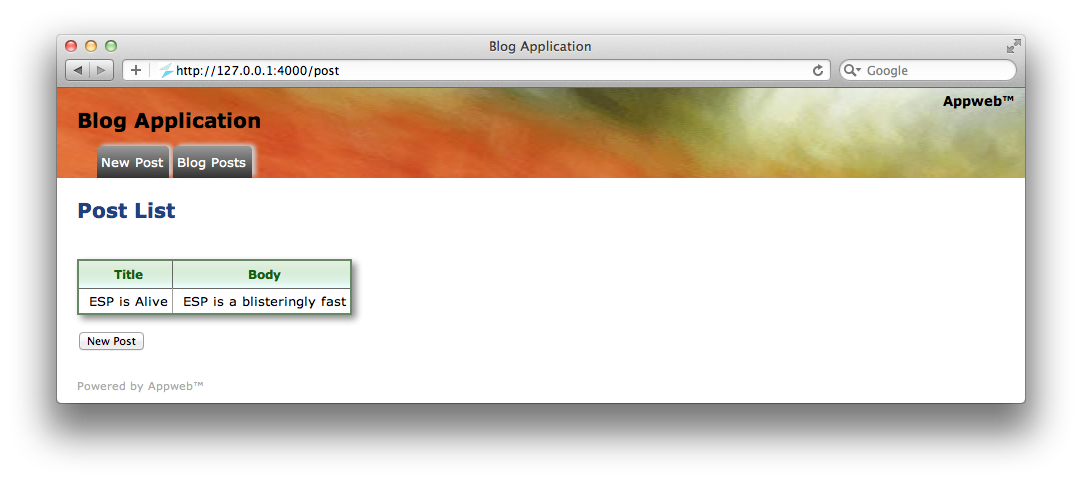 Blog Application
http://127.0.0.1:4000/post
Google
Appweb™
Blog Application
New Post Blog Posts
Post List
Title Body
ESP is Alive ESP is a blisteringly fast
New Post
Powered by Appweb™